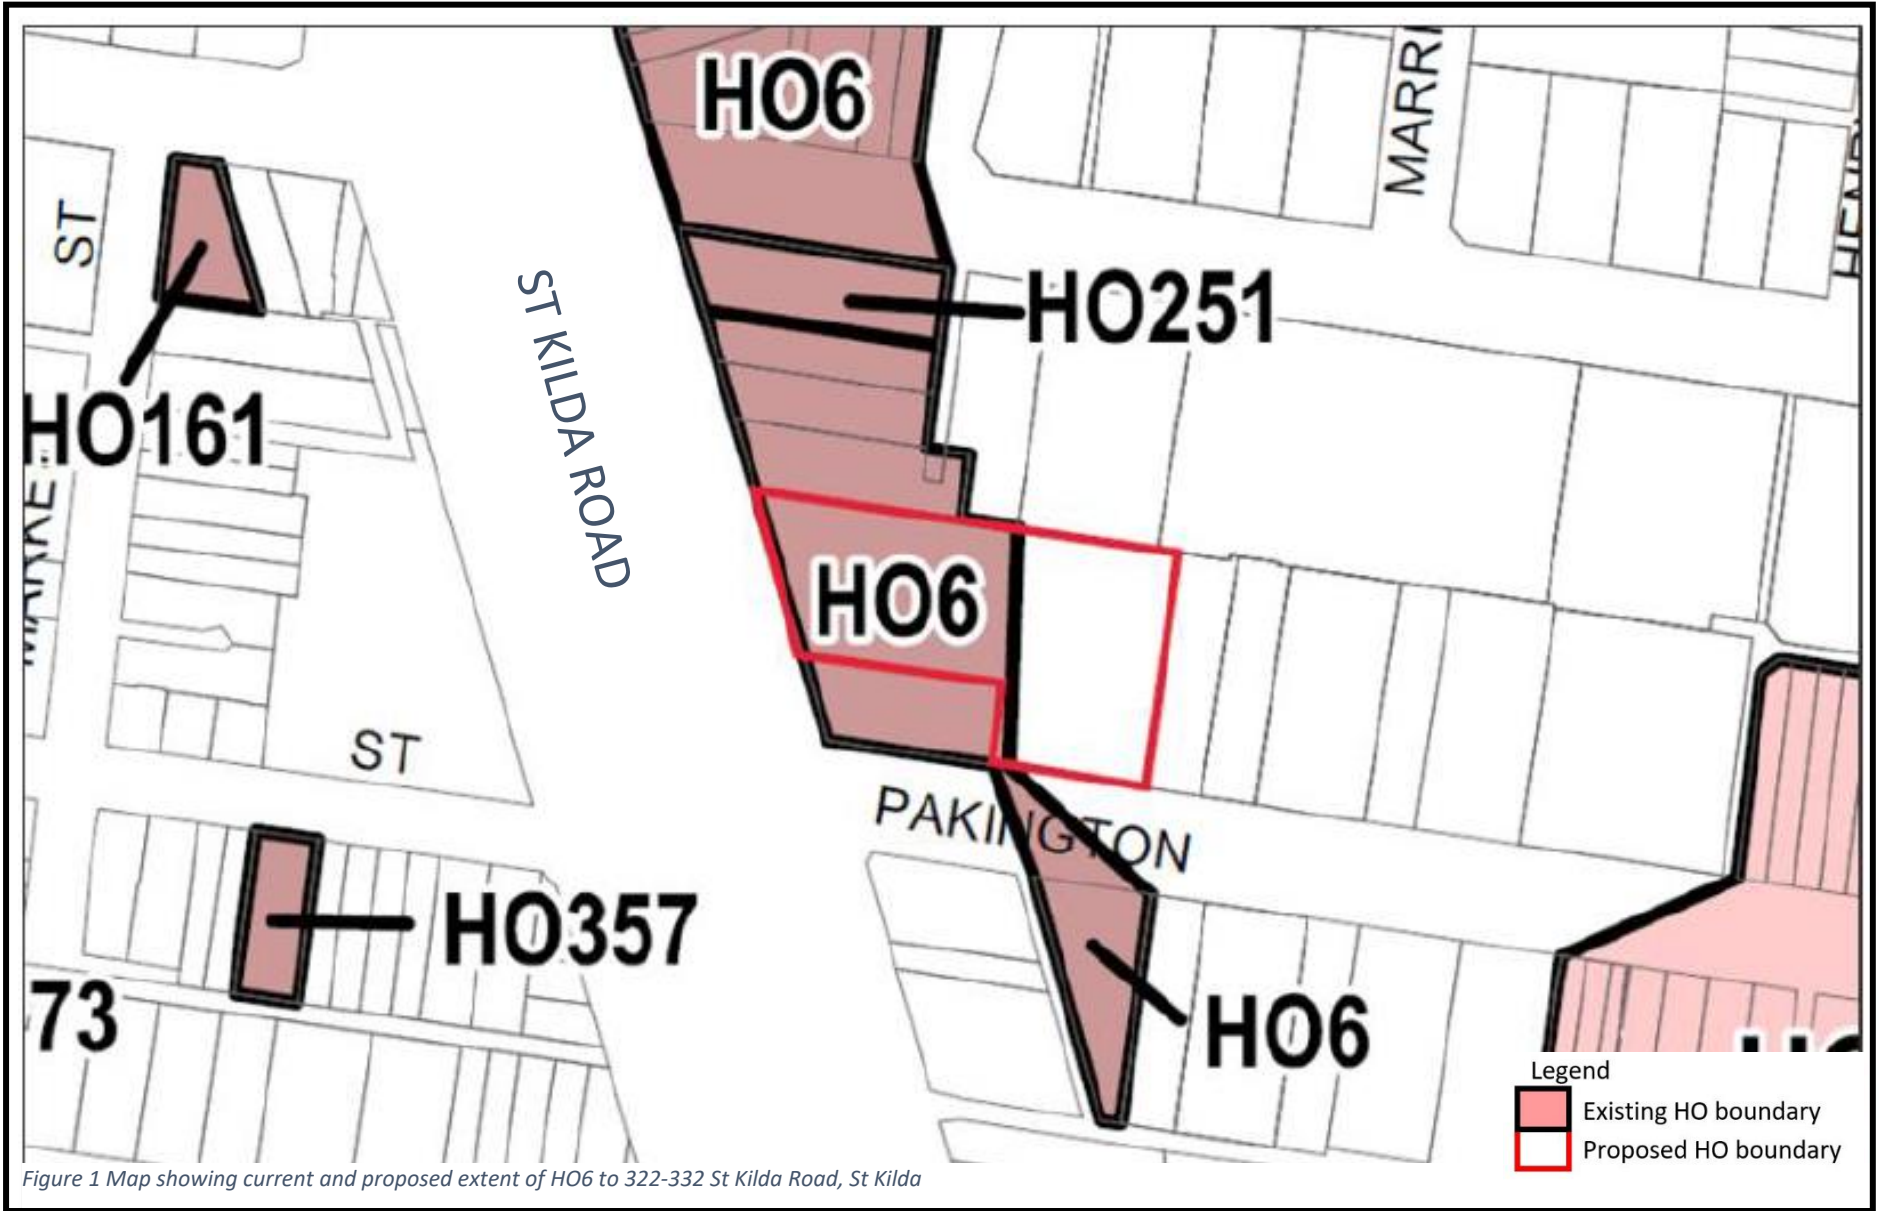 HO6
MARRI
ST
HO251
ST KILDA ROAD
HO161
HO6
ST
PAKINGTON
HO357
73
HO6
Legend
Existing HO boundary
Proposed HO boundary
Figure 1 Map showing current and proposed extent of HO6 to 322-332 St Kilda Road, St Kilda